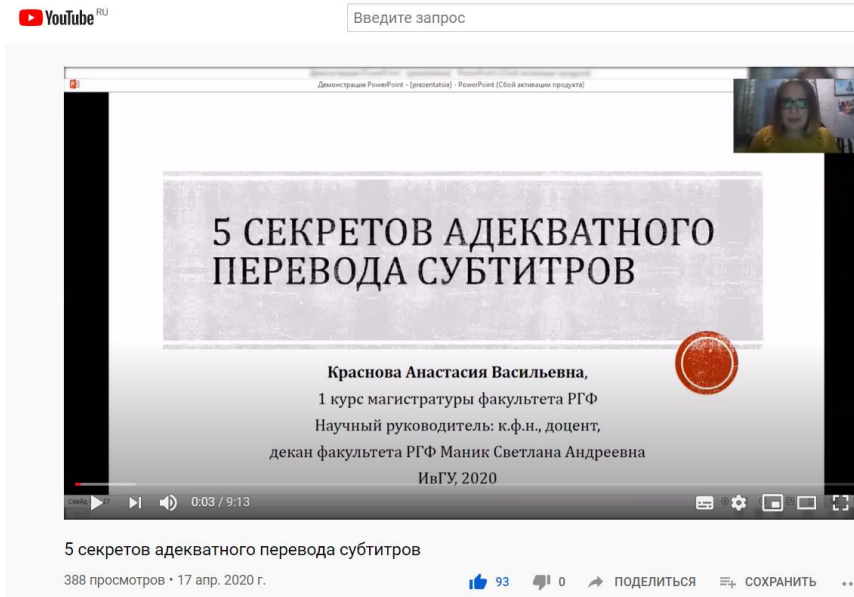 YouTube RU
Введите запрос
Демонстрация PowerPoint - [prezentatsia] - PowerPoint (Сбой активации продукта)
5 СЕКРЕТОВ АДЕКВАТНОГО
ПЕРЕВОДА СУБТИТРОВ
Краснова Анастасия Васильевна,
1 курс магистратуры факультета РГФ
Научный руководитель: к.ф.н., доцент,
декан факультета РГФ Маник Светлана Андреевна
ИвГУ, 2020
0:03 / 9:13
5 секретов адекватного перевода субтитров
388 просмотров • 17 апр. 2020 г.
93 0 ПОДЕЛИТЬСЯ СОХРАНИТЬ